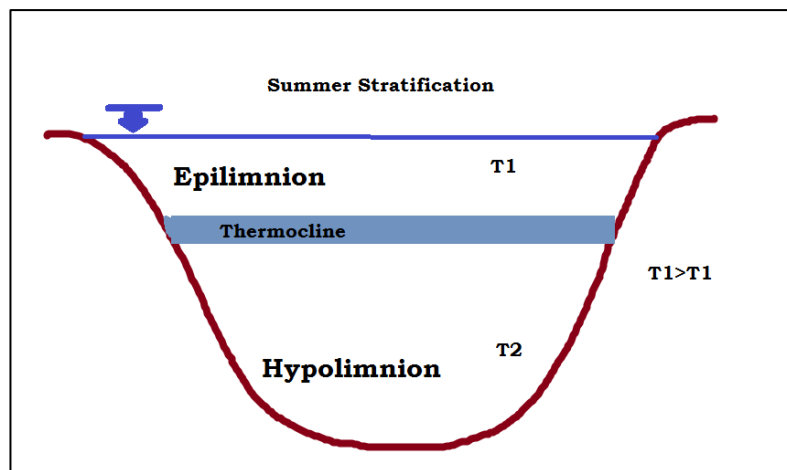 Summer Stratification
T1
Epilimnion
Thermocline
T1>T1
T2
Hypolimnion